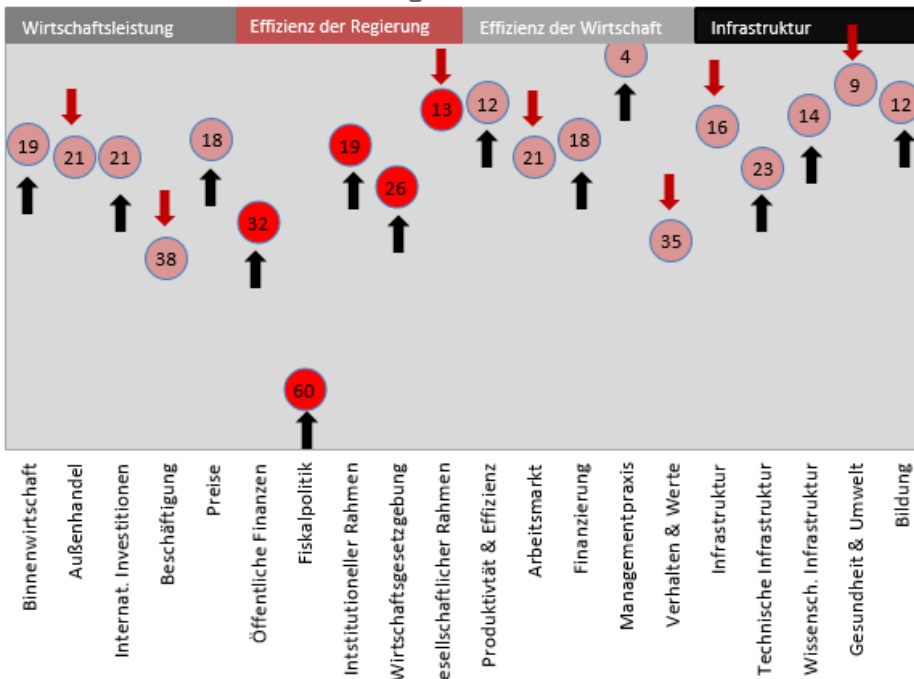 Wirtschaftsleistung
Effizienz der Regierung
Effizienz der Wirtschaft
Infrastruktur
19
21
21
38
18
32
60
19
26
13
12
21
18
4
35
16
23
14
9
12
Binnenwirtschaft
Außenhandel
Internat. Investitionen
Beschäftigung
Preise
Öffentliche Finanzen
Fiskalpolitik
Intstitutioneller Rahmen
Wirtschaftsgesetzgebung
esellschaftlicher Rahmen
Produktivtät & Effizienz
Arbeitsmarkt
Finanzierung
Managementpraxis
Verhalten & Werte
Infrastruktur
Technische Infrastruktur
Wissensch. Infrastruktur
Gesundheit & Umwelt
Bildung